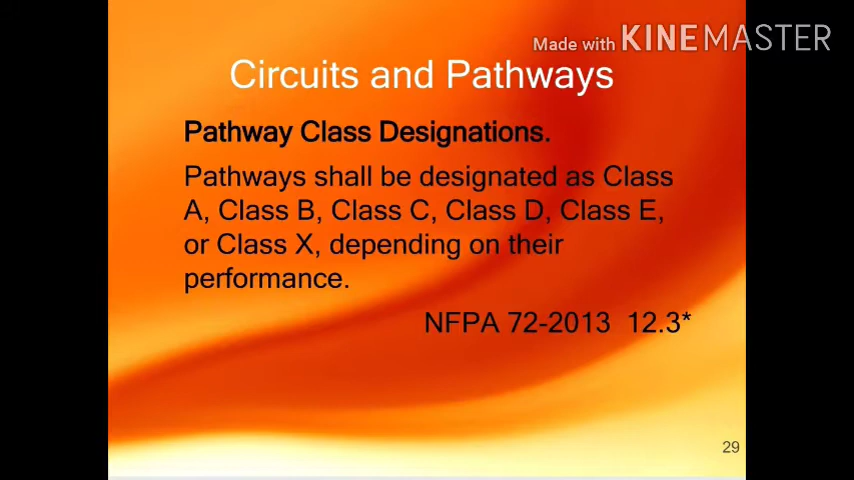 Made with KINEMASTER
Circuits and Pathways
Pathway Class Designations.
Pathways shall be designated as Class
A, Class B, Class C, Class D, Class E,
or Class X, depending on their
performance.
NFPA 72-2013 12.3*
29